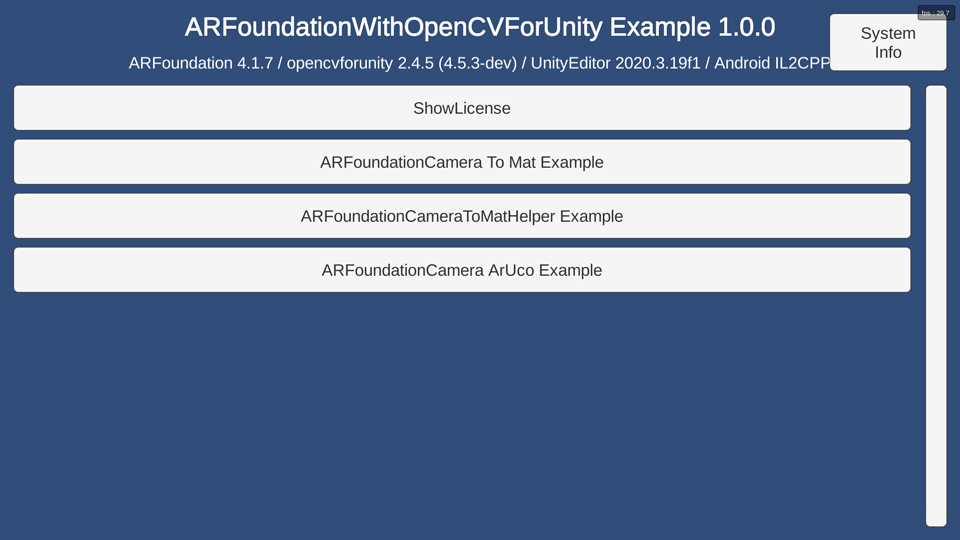 ARFoundationWithOpenCVForUnity Example 1.0.0
fps : 29.7
System
Info
ARFoundation 4.1.7 / opencvforunity 2.4.5 (4.5.3-dev) / UnityEditor 2020.3.19f1 / Android IL2CPP
ShowLicense
ARFoundationCamera To Mat Example
ARFoundationCameraToMatHelper Example
ARFoundationCamera ArUco Example